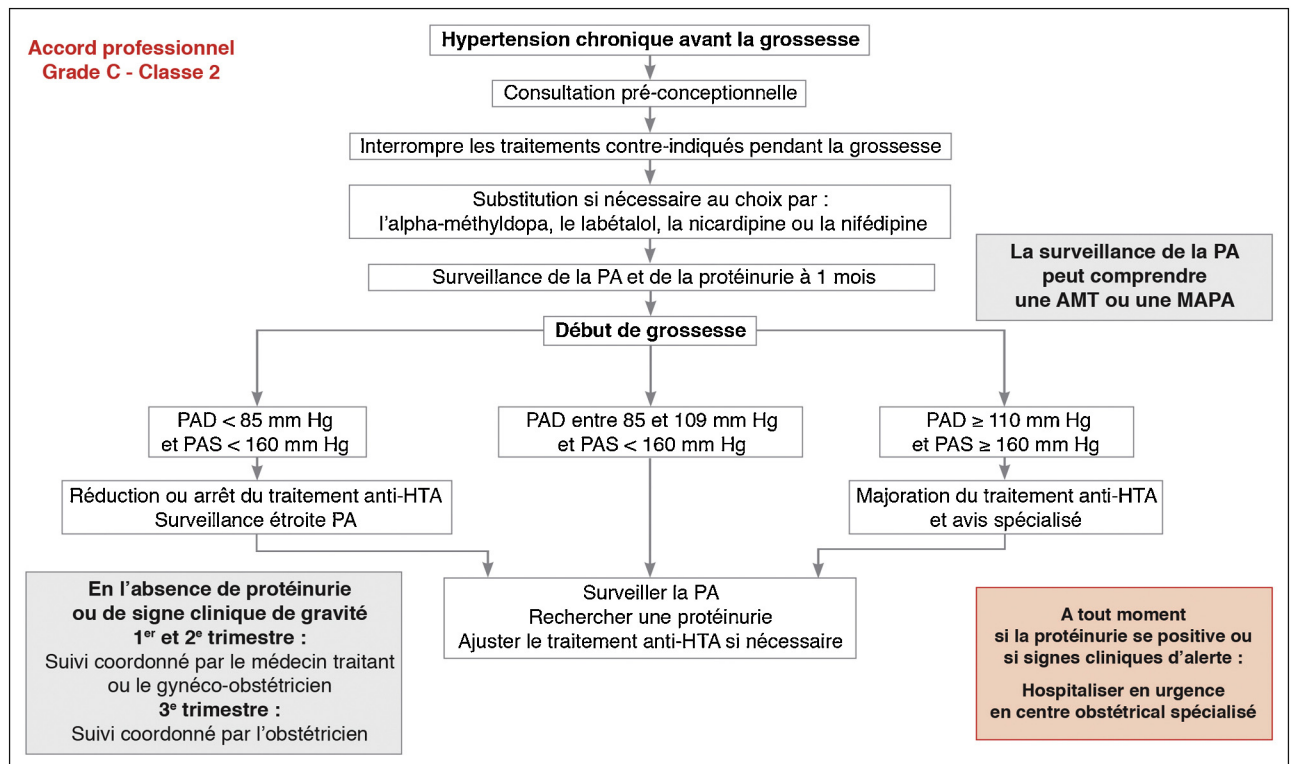 Accord professionnel
Grade C - Classe 2
Hypertension chronique avant la grossesse
Consultation pré-conceptionnelle
Interrompre les traitements contre-indiqués pendant la grossesse
Substitution si nécessaire au choix par :
l'alpha-méthyldopa, le labétalol, la nicardipine ou la nifédipine
Surveillance de la PA et de la protéinurie à 1 mois
La surveillance de la PA
peut comprendre
une AMT ou une MAPA
Début de grossesse
PAD < 85 mm Hg
et PAS < 160 mm Hg
PAD entre 85 et 109 mm Hg
et PAS < 160 mm Hg
PAD ≥ 110 mm Hg
et PAS ≥ 160 mm Hg
Réduction ou arrêt du traitement anti-HTA
Surveillance étroite PA
Majoration du traitement anti-HTA
et avis spécialisé
Surveiller la PA
Rechercher une protéinurie
Ajuster le traitement anti-HTA si nécessaire
En l'absence de protéinurie
ou de signe clinique de gravité
1er et 2e trimestre :
Suivi coordonné par le médecin traitant
ou le gynéco-obstétricien
3e trimestre :
Suivi coordonné par l'obstétricien
A tout moment
si la protéinurie se positive ou
si signes cliniques d'alerte :
Hospitaliser en urgence
en centre obstétrical spécialisé